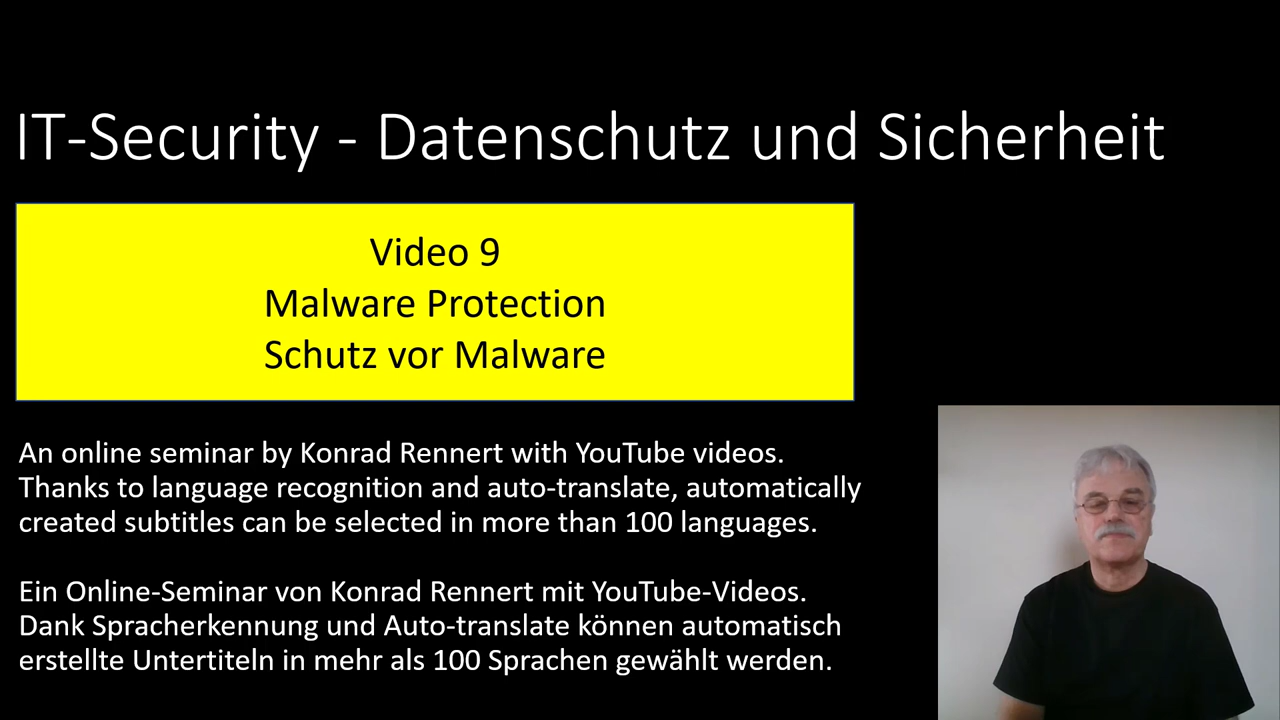 IT-Security - Datenschutz und Sicherheit
Video 9
Malware Protection
Schutz vor Malware
An online seminar by Konrad Rennert with YouTube videos.
Thanks to language recognition and auto-translate, automatically
created subtitles can be selected in more than 100 languages.
Ein Online-Seminar von Konrad Rennert mit YouTube-Videos.
Dank Spracherkennung und Auto-translate können automatisch
erstellte Untertiteln in mehr als 100 Sprachen gewählt werden.